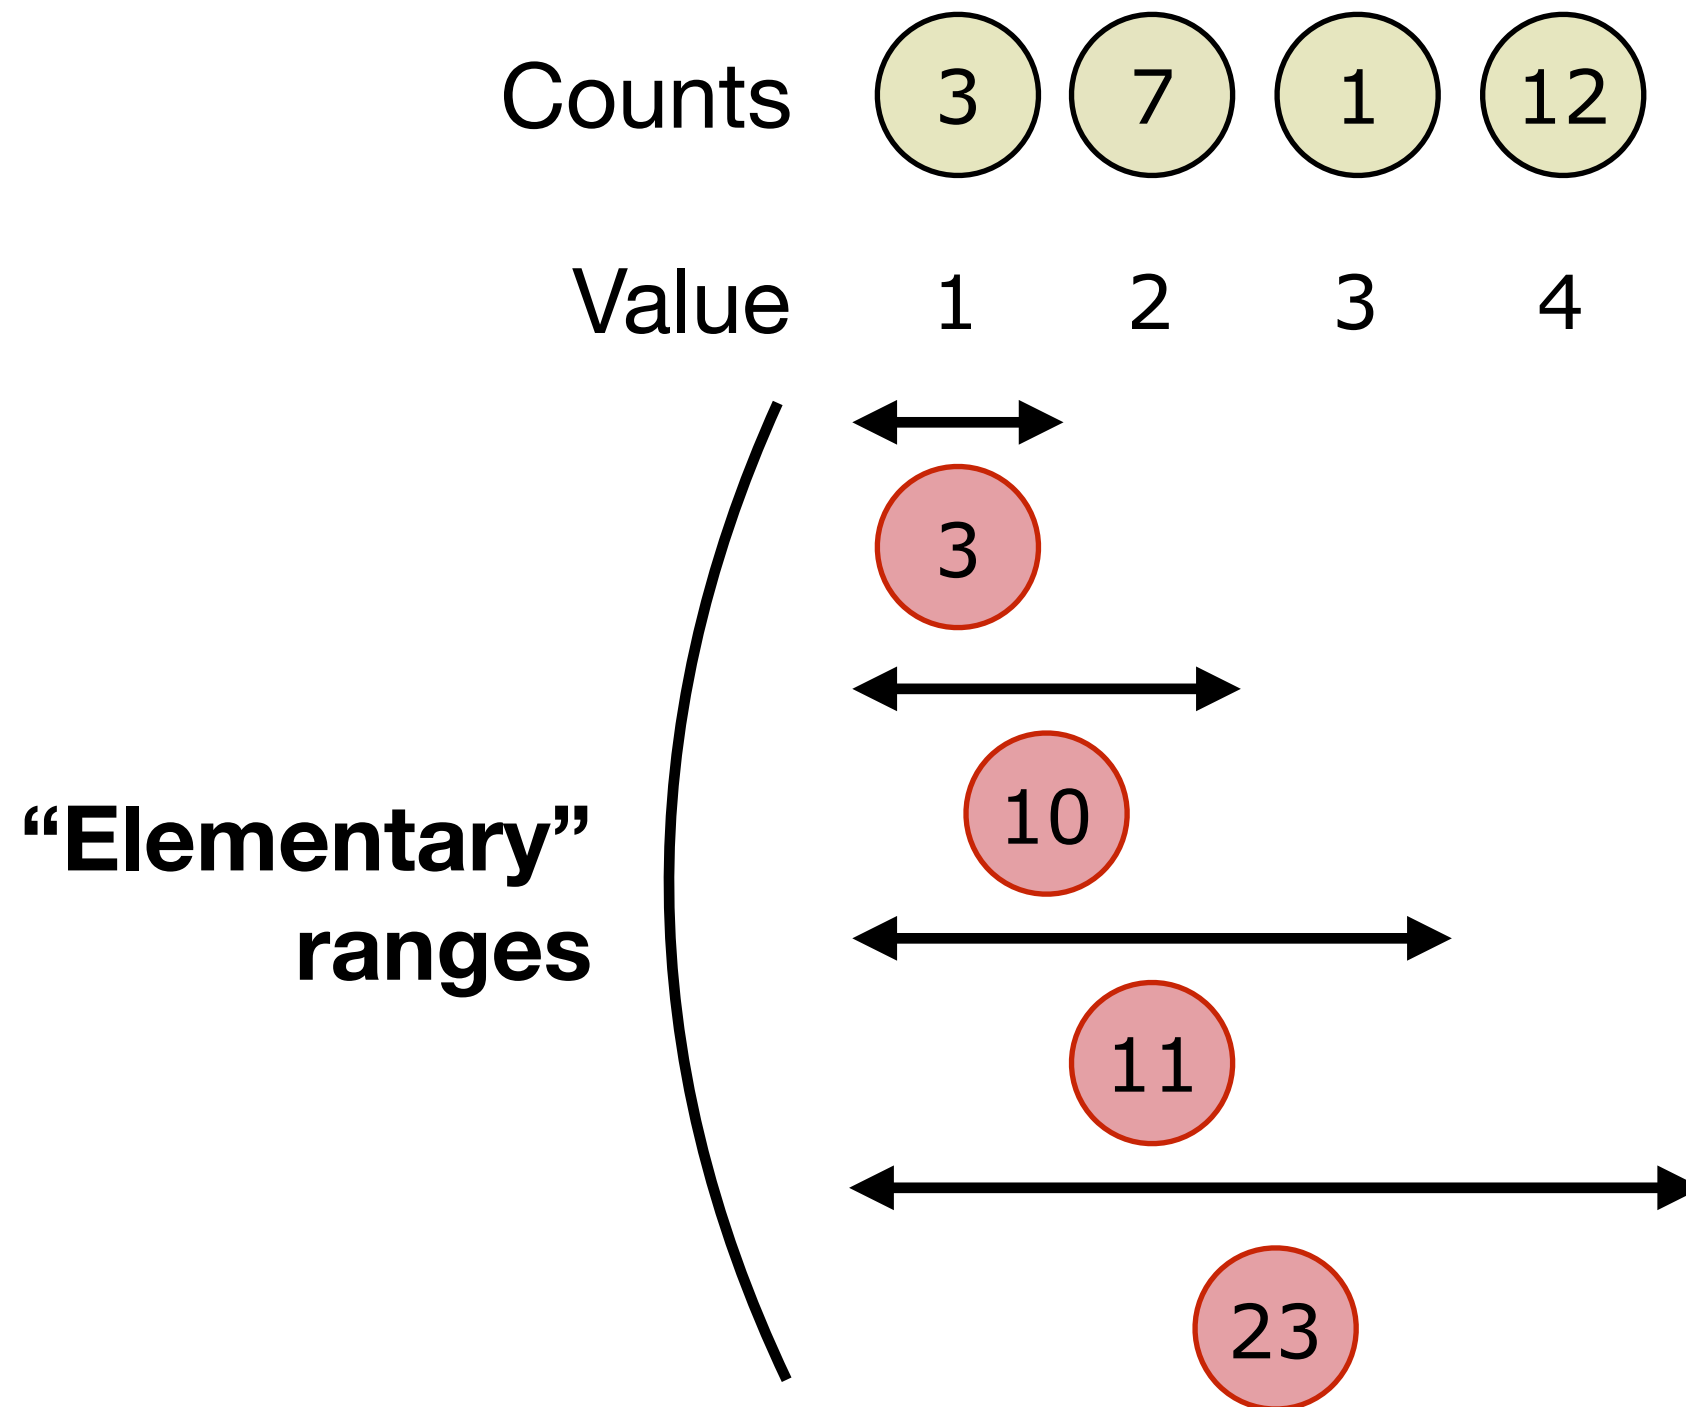 Counts 3 7 1 12
Value 1 2 3 4
3
10
“Elementary”
ranges
11
23